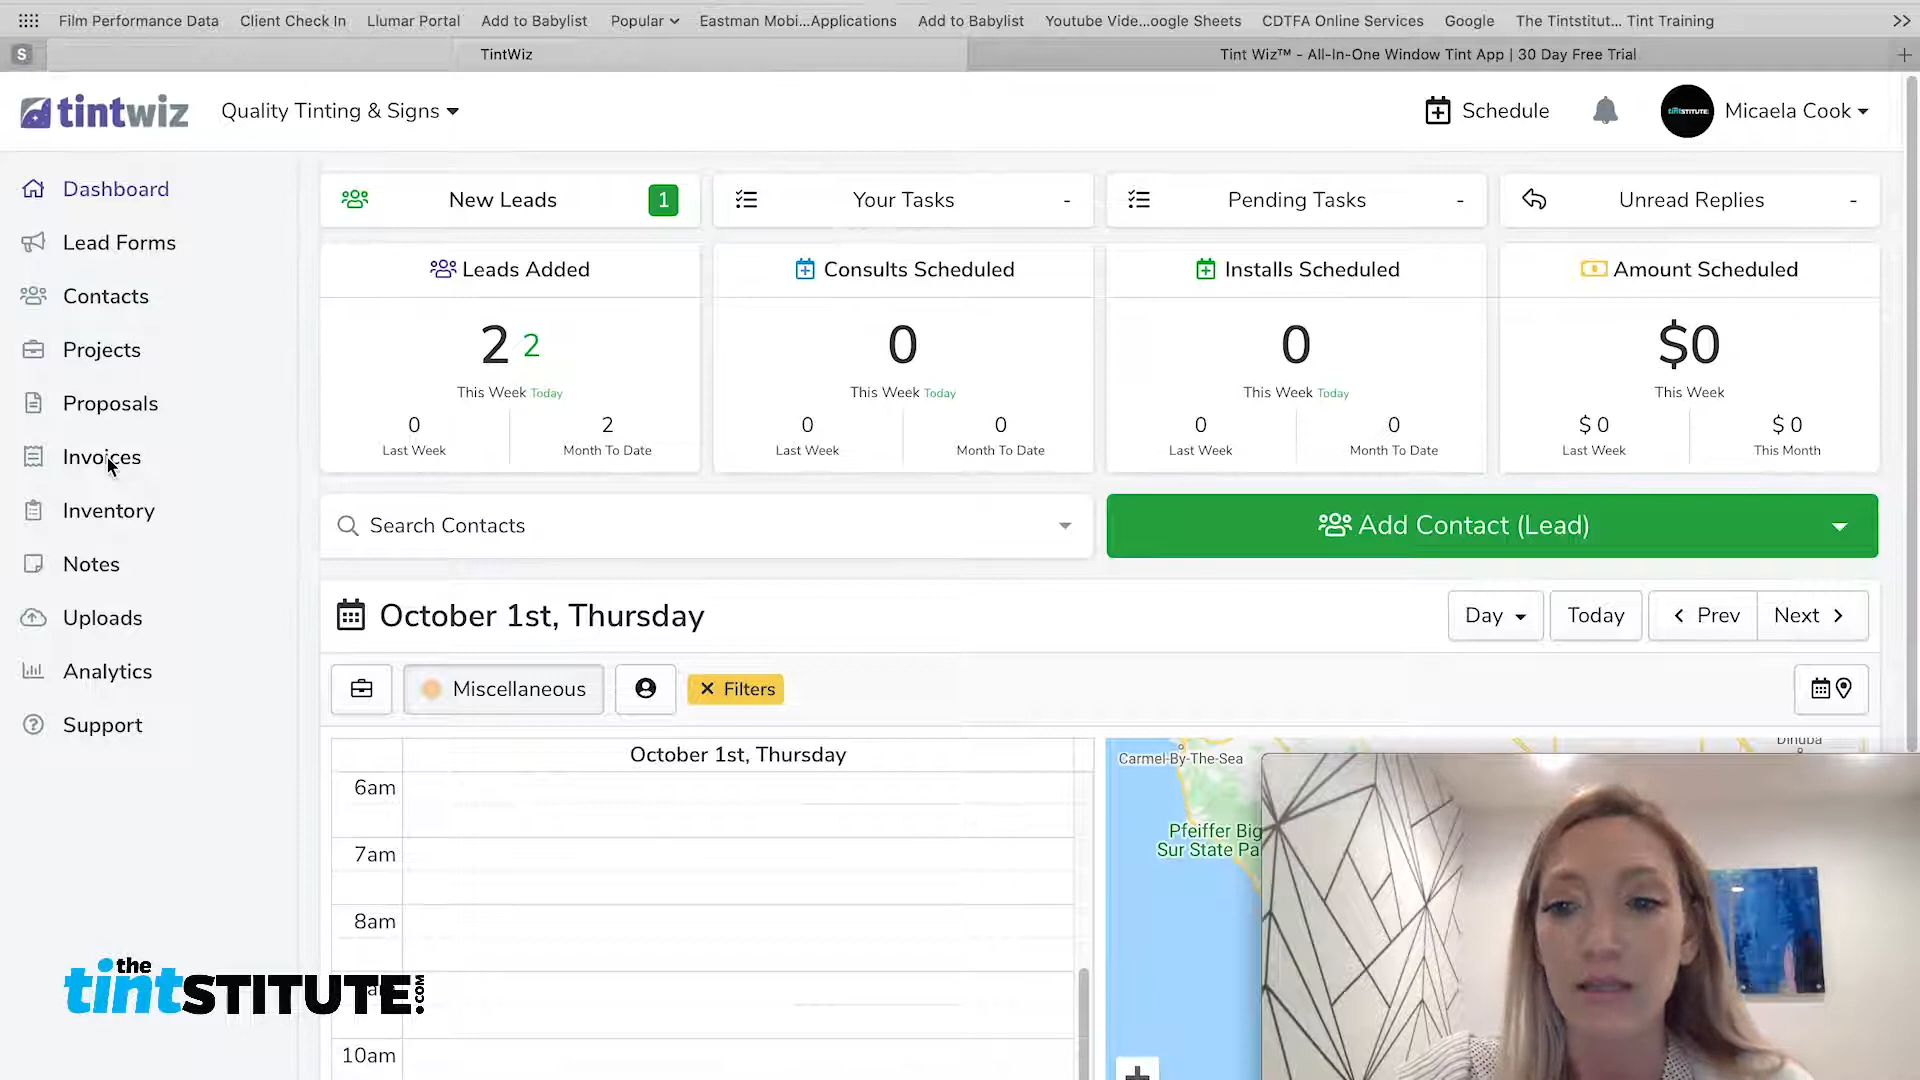 Film Performance Data Client Check In Llumar Portal Add to Babylist Popular Eastman Mobi...Applications Add to Babylist Youtube Vide...oogle Sheets CDTFA Online Services Google The Tintstitut... Tint Training
S TintWiz Tint Wiz™ - All-In-One Window Tint App | 30 Day Free Trial
tintwiz Quality Tinting & Signs Schedule tintSTITUTE Micaela Cook
Dashboard
Lead Forms
Contacts
Projects
Proposals
Invoices
Inventory
Notes
Uploads
Analytics
Support
New Leads 1 Your Tasks - Pending Tasks - Unread Replies -
Leads Added
2 2
This Week Today
0 2
Last Week Month To Date
Consults Scheduled
0
This Week Today
0 0
Last Week Month To Date
Installs Scheduled
0
This Week Today
0 0
Last Week Month To Date
Amount Scheduled
$0
This Week
$ 0 $ 0
Last Week This Month
Search Contacts Add Contact (Lead)
October 1st, Thursday Day Today Prev Next
Miscellaneous Filters
October 1st, Thursday
6am
7am
8am
10am
Carmel-By-The-Sea
Dinuba
Pfeiffer Big
Sur State Pa
the
tintSTITUTE.COM